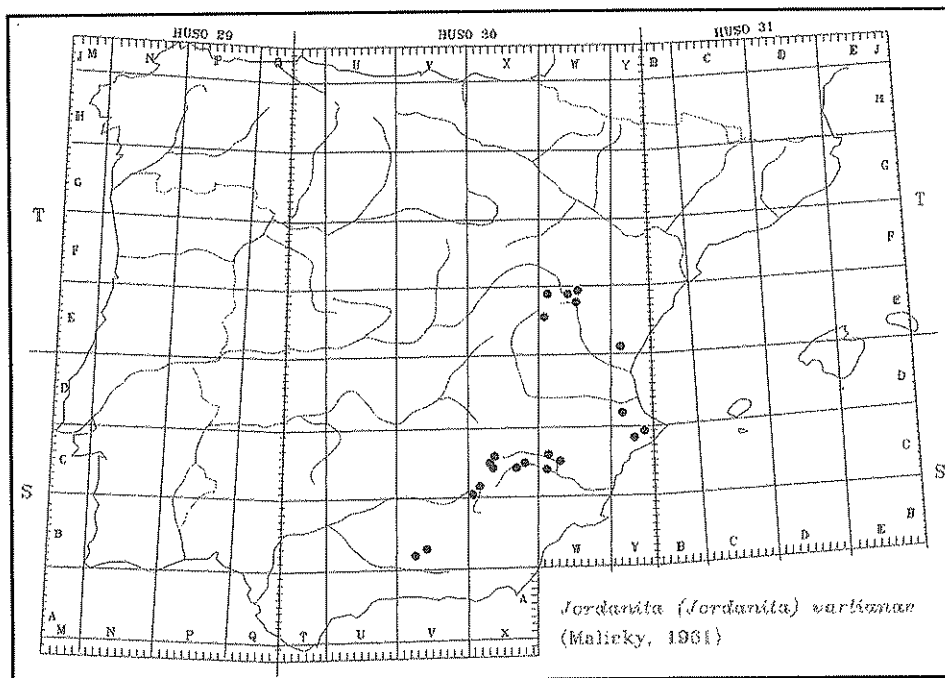 HUSO 29 HUSO 30 HUSO 31
J M N P Q U V X W Y B C D E J
H H
G G
T T
F F
E E
D D
C C
S S
B W Y B C D E B
A A
M N P Q T U V X
Jordanita (Jordanita) vartianae
(Malicky, 1961)